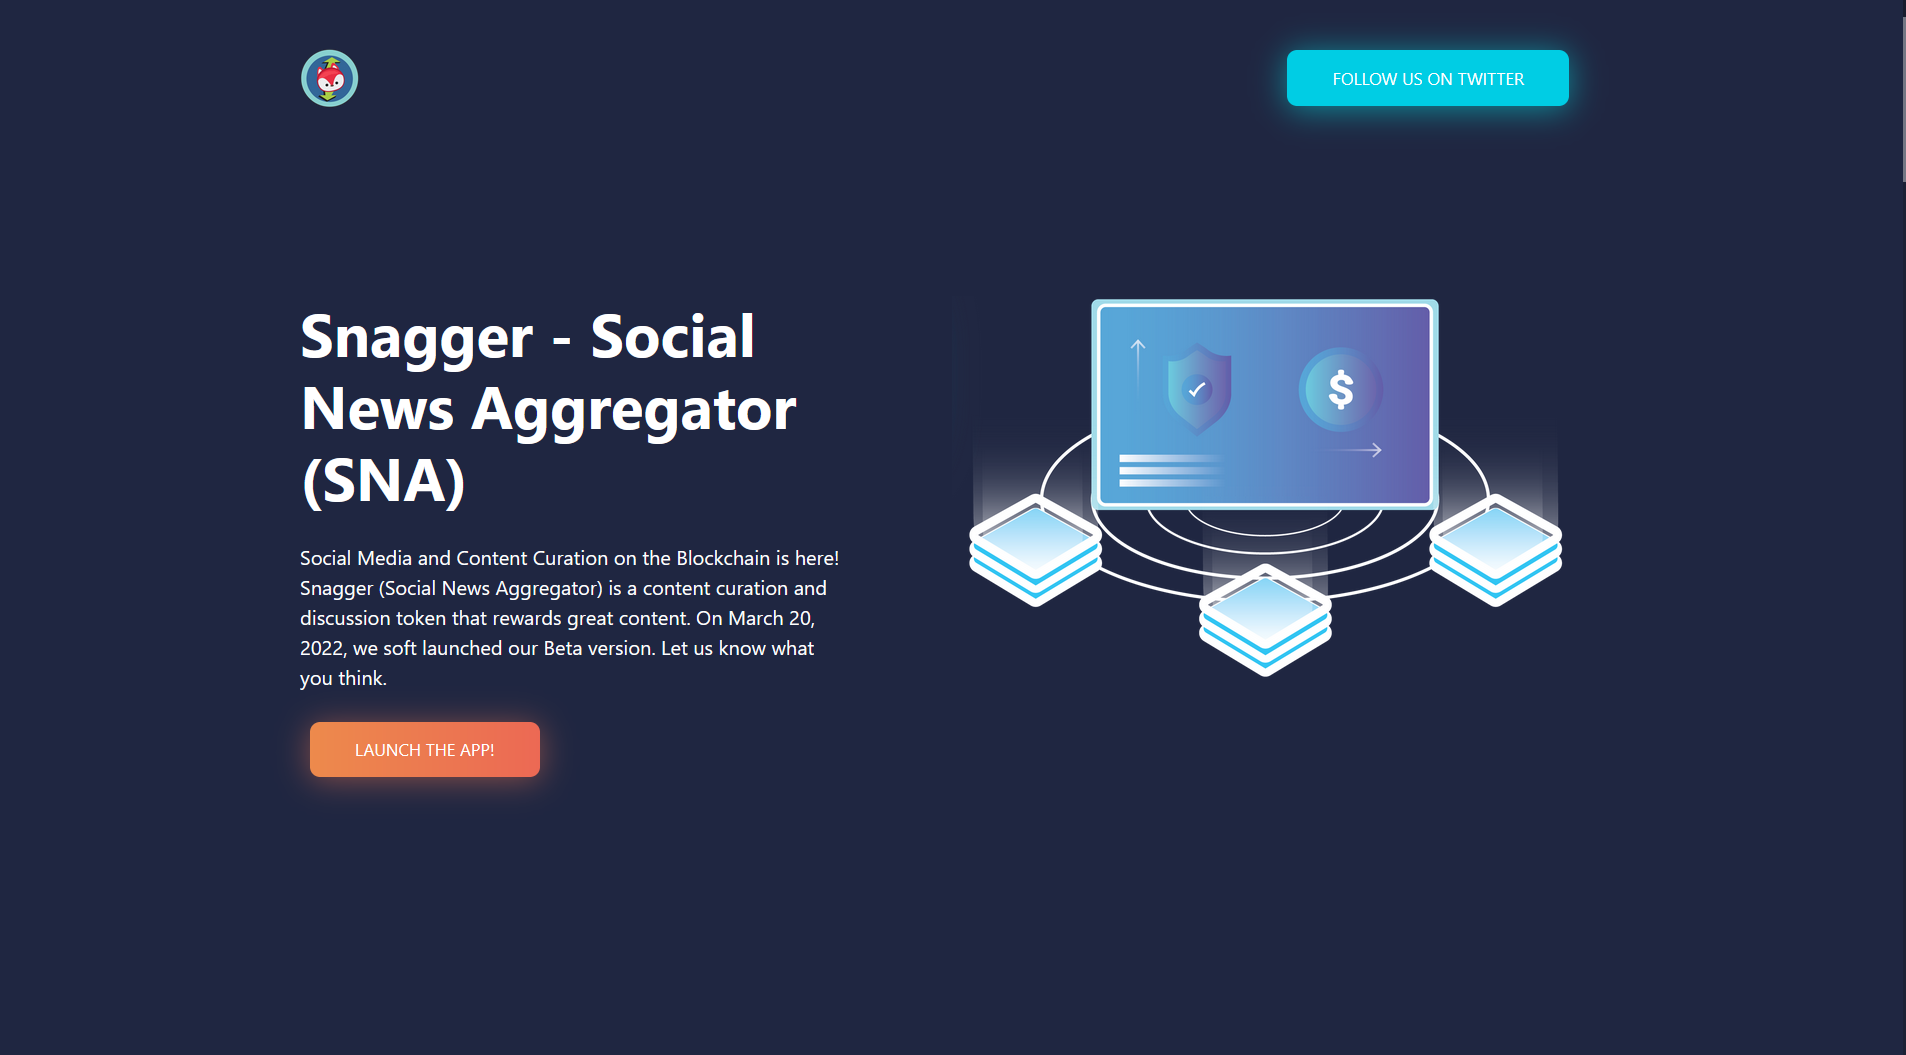 FOLLOW US ON TWITTER
Snagger - Social
News Aggregator
(SNA)
Social Media and Content Curation on the Blockchain is here!
Snagger (Social News Aggregator) is a content curation and
discussion token that rewards great content. On March 20,
2022, we soft launched our Beta version. Let us know what
you think.
LAUNCH THE APP!
$